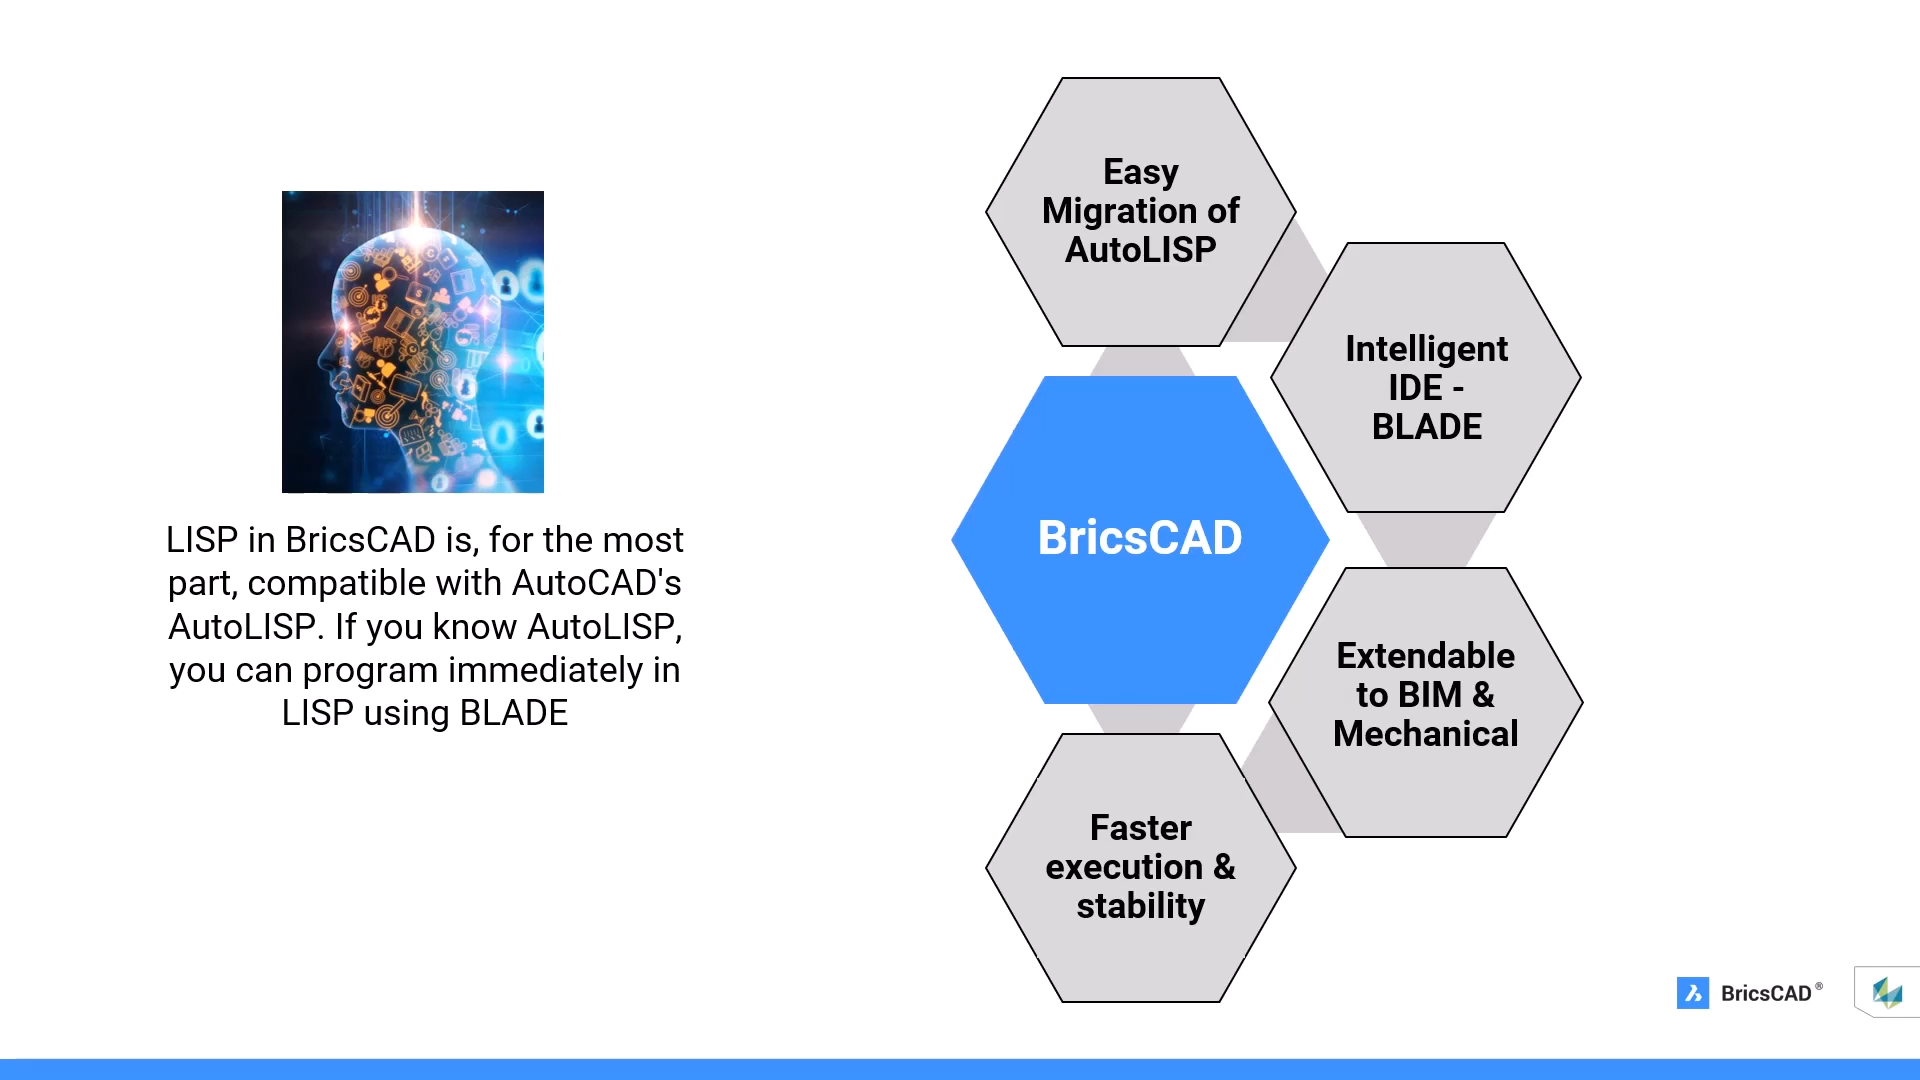 LISP in BricsCAD is, for the most
part, compatible with AutoCAD's
AutoLISP. If you know AutoLISP,
you can program immediately in
LISP using BLADE
Easy
Migration of
AutoLISP
Intelligent
IDE -
BLADE
BricsCAD
Extendable
to BIM &
Mechanical
Faster
execution &
stability
BricsCAD®